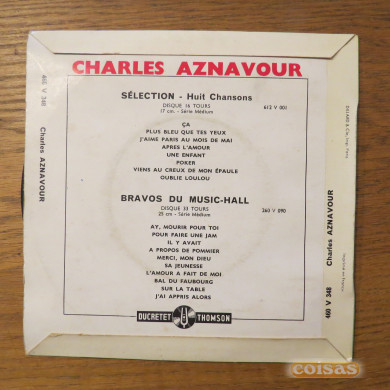 CHARLES AZNAVOUR
SÉLECTION - Huit Chansons
DISQUE 16 TOURS
17 cm. - Série Médium
612 V 001
ÇA
PLUS BLEU QUE TES YEUX
J'AIME PARIS AU MOIS DE MAI
APRES L'AMOUR
UNE ENFANT
POKER
VIENS AU CREUX DE MON ÉPAULE
OUBLIE LOULOU
BRAVOS DU MUSIC-HALL
DISQUE 33 TOURS
25 cm - Série Médium
260 V 090
AY, MOURIR POUR TOI
POUR FAIRE UNE JAM
IL Y AVAIT
A PROPOS DE POMMIER
MERCI, MON DIEU
SA JEUNESSE
L'AMOUR A FAIT DE MOI
BAL DU FAUBOURG
SUR LA TABLE
J'AI APPRIS ALORS
DUCRETET THOMSON
460 V 348
Charles AZNAVOUR
Imprimé en France
460 V 348
Charles AZNAVOUR
coisas